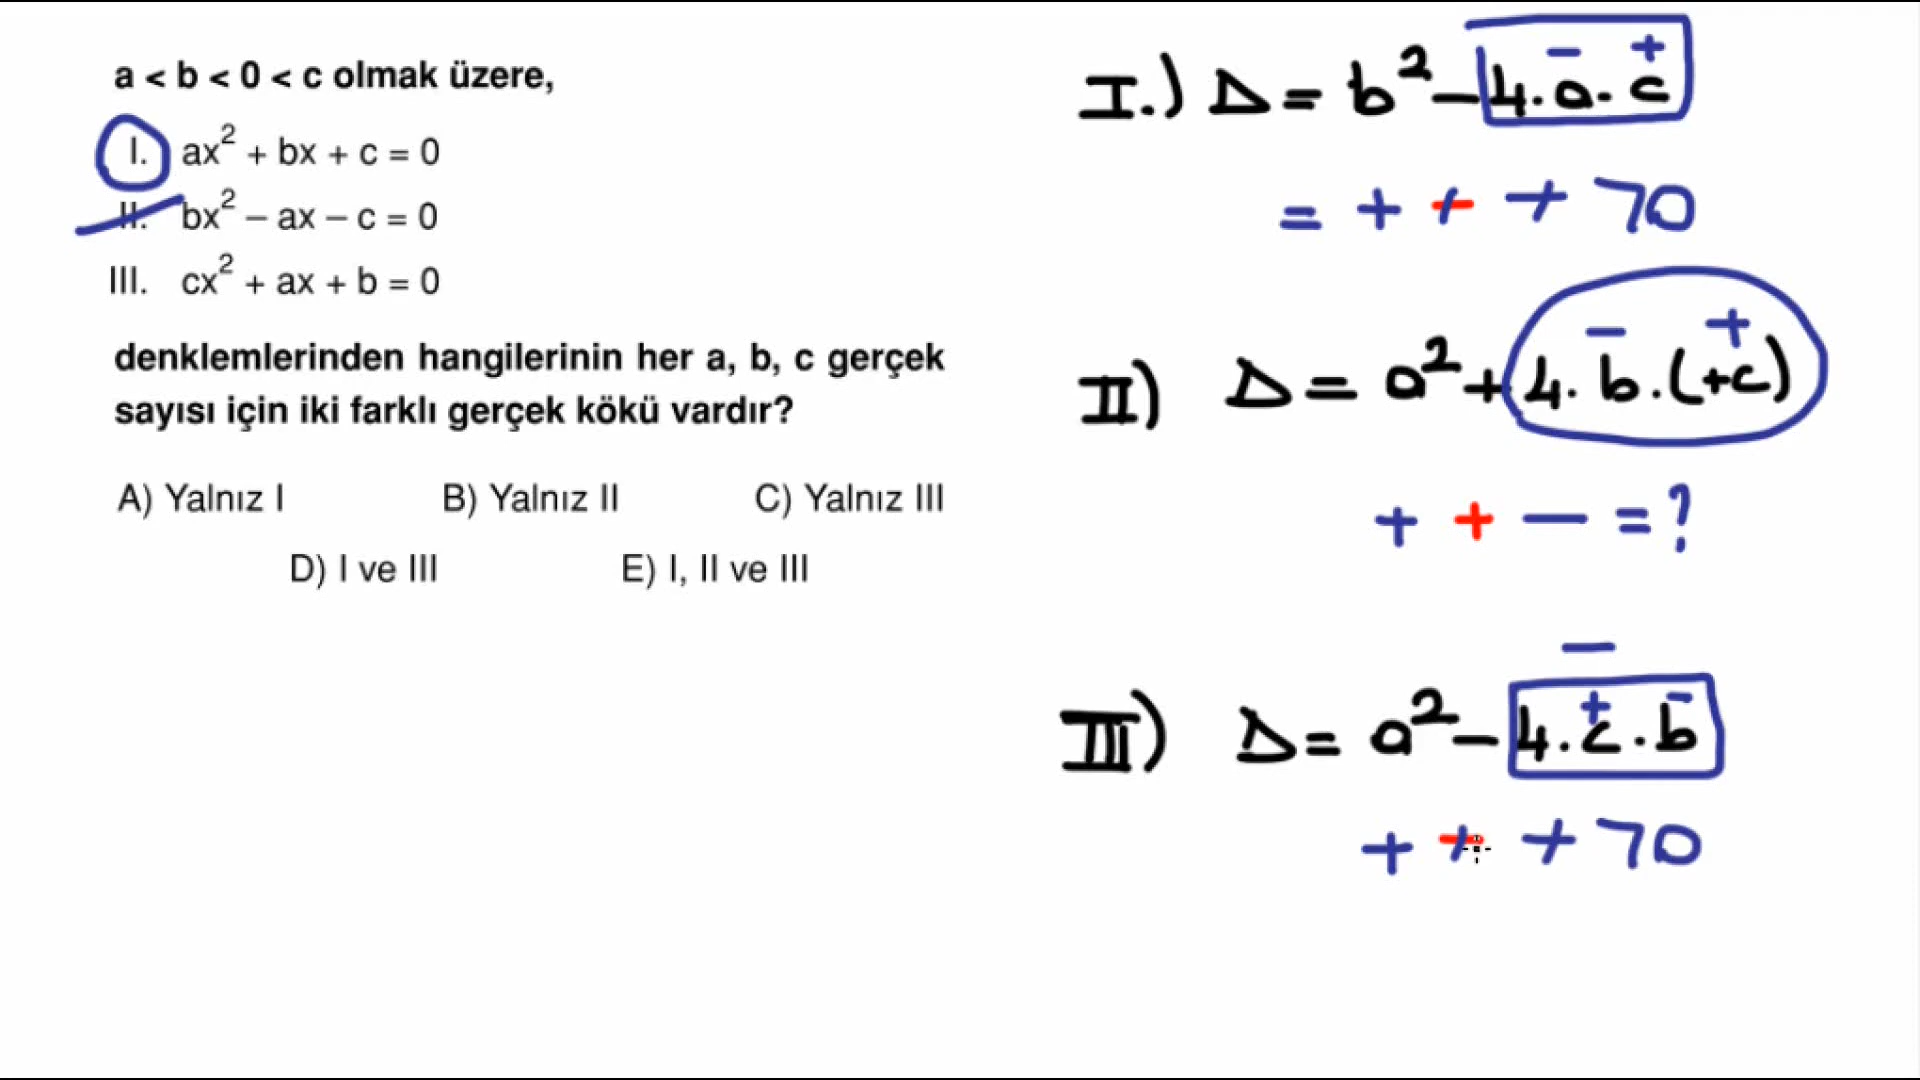 a < b < 0 < c olmak üzere,
I. ax² + bx + c = 0
II. bx² − ax − c = 0
III. cx² + ax + b = 0
denklemlerinden hangilerinin her a, b, c gerçek
sayısı için iki farklı gerçek kökü vardır?
A) Yalnız I B) Yalnız II C) Yalnız III
D) I ve III E) I, II ve III
− +
I.) Δ = b² − 4.a.c
= + + + >0
− +
II) Δ = a² + 4.b.(+c)
+ + − = ?
−
+ −
III) Δ = a² − 4.c.b
+ + + >0